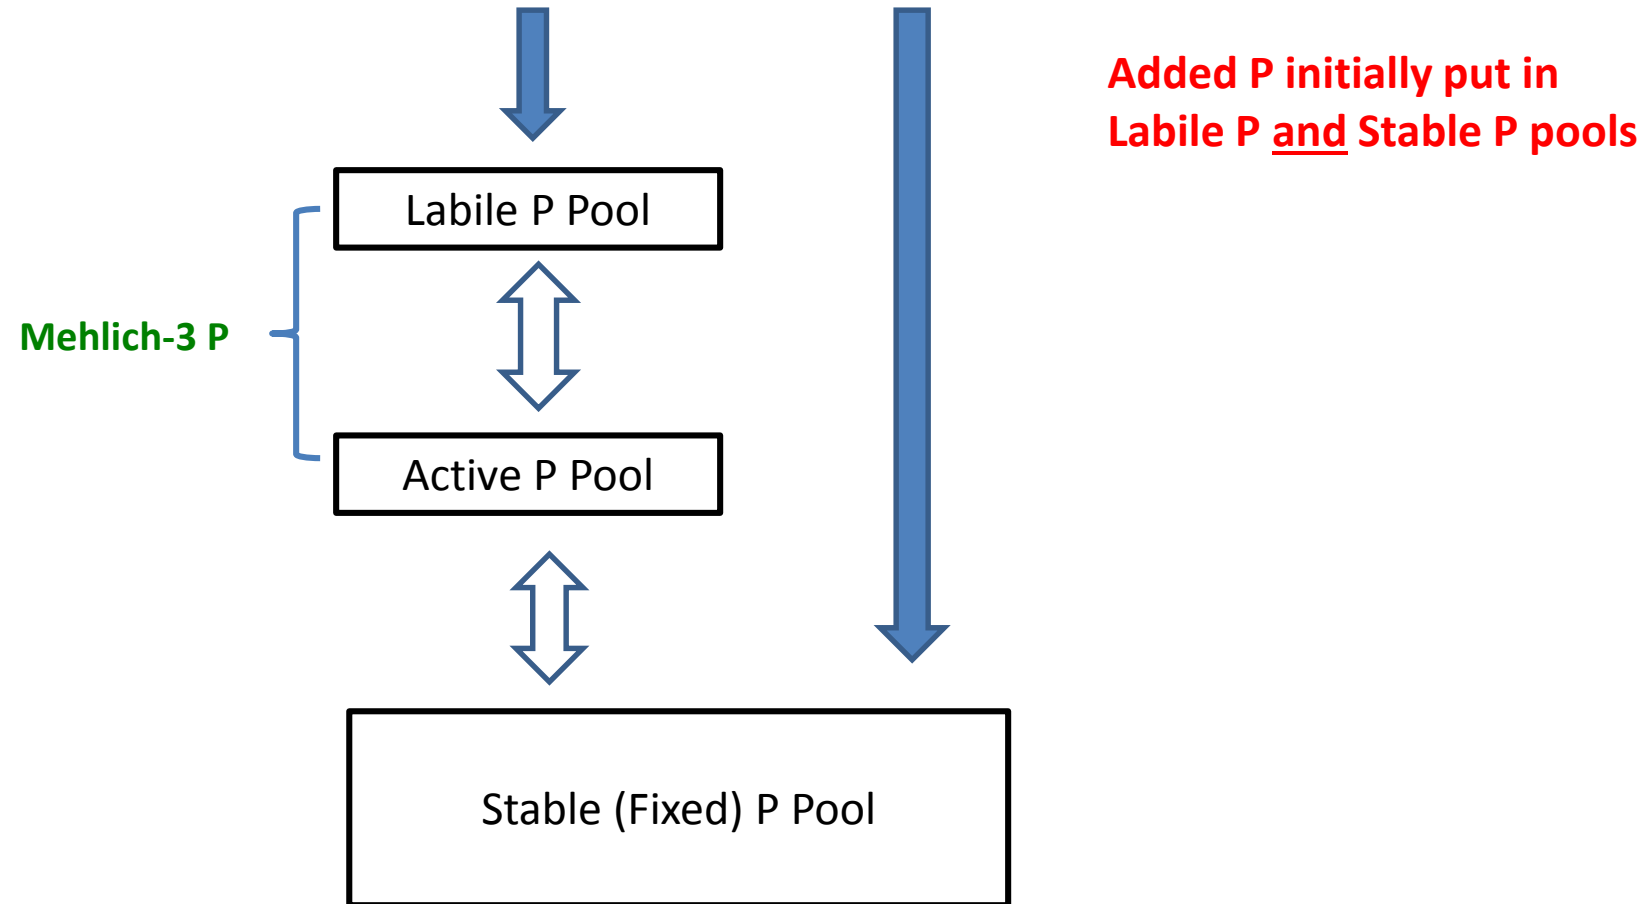 Added P initially put in
Labile P and Stable P pools
Labile P Pool
Mehlich-3 P
Active P Pool
Stable (Fixed) P Pool